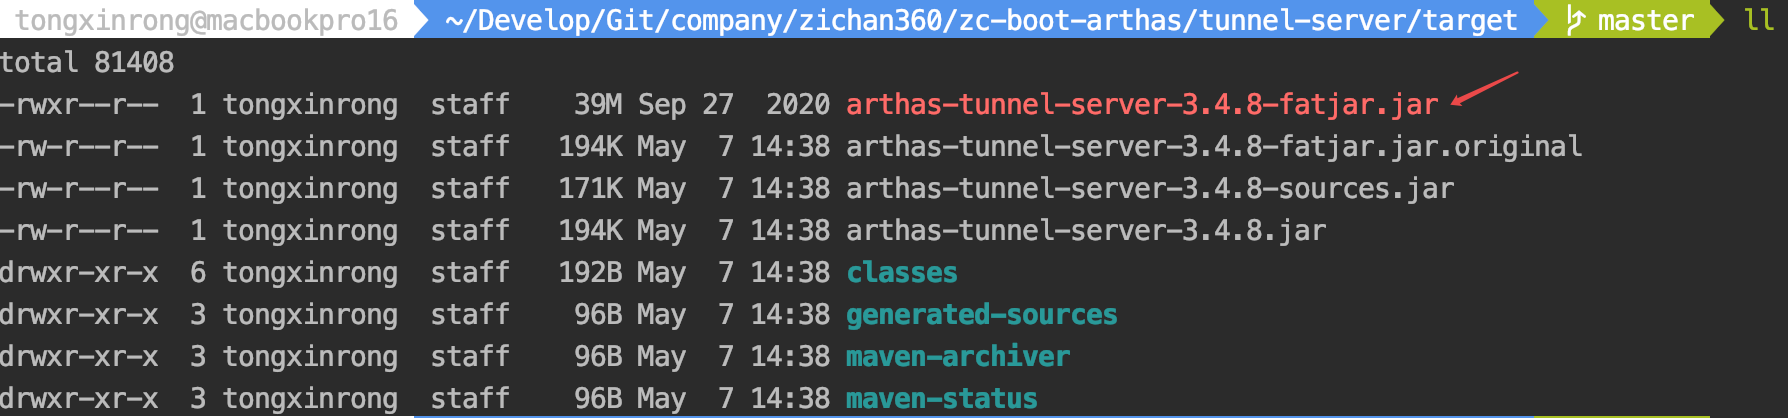 tongxinrong@macbookpro16 ~/Develop/Git/company/zichan360/zc-boot-arthas/tunnel-server/target master ll
total 81408
-rwxr--r-- 1 tongxinrong staff 39M Sep 27 2020 arthas-tunnel-server-3.4.8-fatjar.jar
-rw-r--r-- 1 tongxinrong staff 194K May 7 14:38 arthas-tunnel-server-3.4.8-fatjar.jar.original
-rw-r--r-- 1 tongxinrong staff 171K May 7 14:38 arthas-tunnel-server-3.4.8-sources.jar
-rw-r--r-- 1 tongxinrong staff 194K May 7 14:38 arthas-tunnel-server-3.4.8.jar
drwxr-xr-x 6 tongxinrong staff 192B May 7 14:38 classes
drwxr-xr-x 3 tongxinrong staff 96B May 7 14:38 generated-sources
drwxr-xr-x 3 tongxinrong staff 96B May 7 14:38 maven-archiver
drwxr-xr-x 3 tongxinrong staff 96B May 7 14:38 maven-status